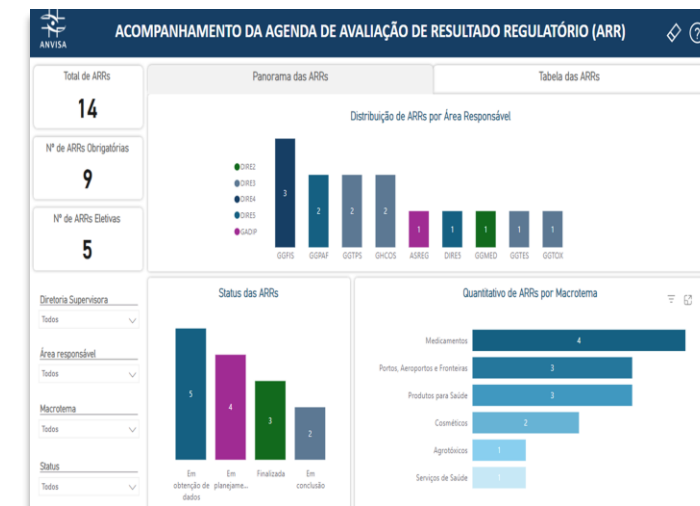 ANVISA
ACOMPANHAMENTO DA AGENDA DE AVALIAÇÃO DE RESULTADO REGULATÓRIO (ARR)
Total de ARRs
14
Nº de ARRs Obrigatórias
9
Nº de ARRs Eletivas
5
Diretoria Supervisora
Todos
Área responsável
Todos
Macrotema
Todos
Status
Todos
Panorama das ARRs
Tabela das ARRs
Distribuição de ARRs por Área Responsável
DIRE2
DIRE3
DIRE4
DIRE5
GADIP
3 2 2 2 1 1 1 1 1
GGFIS GGPAF GGTPS GHCOS ASREG DIRE5 GGMED GGTES GGTOX
Status das ARRs
5 4 3 2
Em obtenção de dados
Em planejame...
Finalizada
Em conclusão
Quantitativo de ARRs por Macrotema
Medicamentos 4
Portos, Aeroportos e Fronteiras 3
Produtos para Saúde 3
Cosméticos 2
Agrotóxicos 1
Serviços de Saúde 1